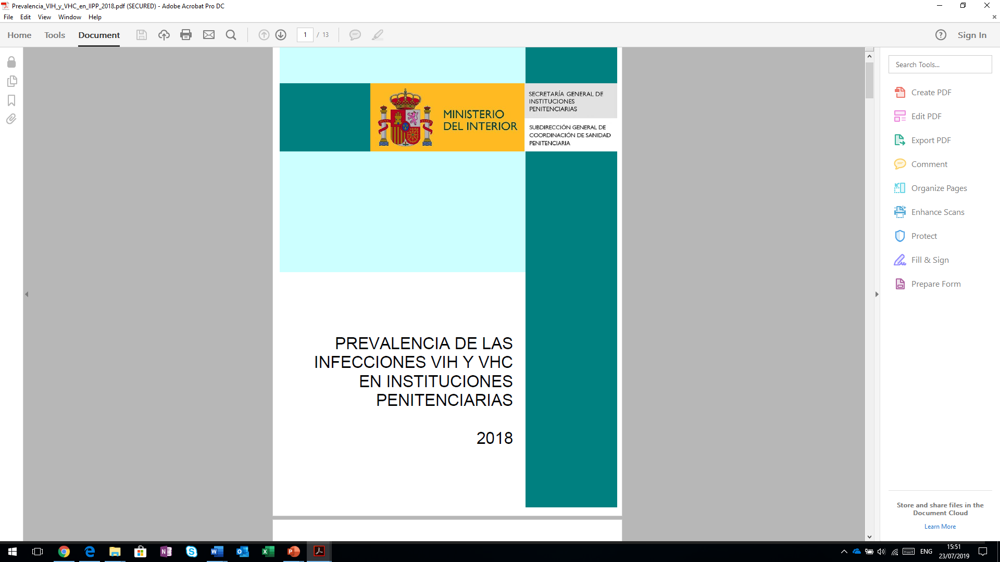 Prevalencia_VIH_y_VHC_en_IIPP_2018.pdf (SECURED) - Adobe Acrobat Pro DC
File Edit View Window Help
Home Tools Document 1 / 13 Sign In
MINISTERIO
DEL INTERIOR
SECRETARÍA GENERAL DE
INSTITUCIONES
PENITENCIARIAS
SUBDIRECCIÓN GENERAL DE
COORDINACIÓN DE SANIDAD
PENITENCIARIA
PREVALENCIA DE LAS
INFECCIONES VIH Y VHC
EN INSTITUCIONES
PENITENCIARIAS
2018
Search Tools...
Create PDF
Edit PDF
Export PDF
Comment
Organize Pages
Enhance Scans
Protect
Fill & Sign
Prepare Form
Store and share files in the
Document Cloud
Learn More
ENG
15:51
23/07/2019